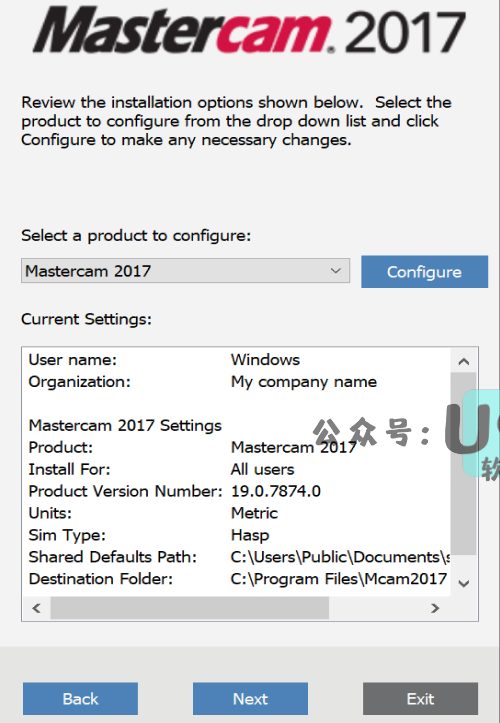 Mastercam. 2017
Review the installation options shown below. Select the
product to configure from the drop down list and click
Configure to make any necessary changes.
Select a product to configure:
Mastercam 2017
Configure
Current Settings:
User name: Windows
Organization: My company name
Mastercam 2017 Settings
公众号:
Product: Mastercam 2017
Install For: All users
软
Product Version Number: 19.0.7874.0
Units: Metric
Sim Type: Hasp
Shared Defaults Path: C:\Users\Public\Documents\
Destination Folder: C:\Program Files\Mcam2017
Back Next Exit